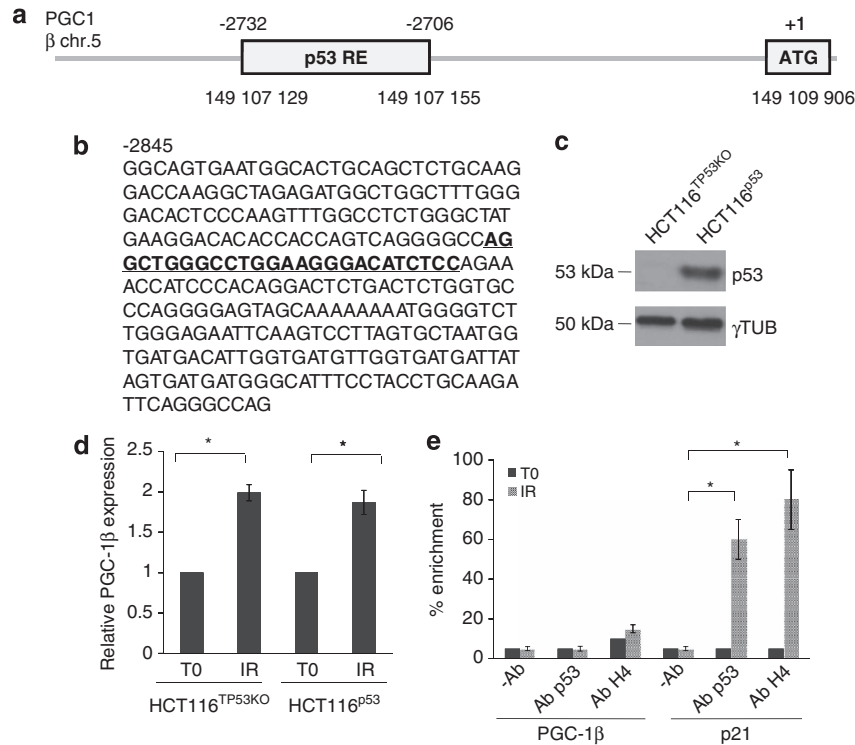 a
PGC1
β chr.5
-2732
-2706
+1
p53 RE
ATG
149 107 129
149 107 155
149 109 906
b
-2845
GGCAGTGAATGGCACTGCAGCTCTGCAAG
GACCAAGGCTAGAGATGGCTGGCTTTGGG
GACACTCCCAAGTTTGGCCTCTGGGCTAT
GAAGGACACACCACCAGTCAGGGGCCAG
GCTGGGCCTGGAAGGGACATCTCCAGAA
ACCATCCCACAGGACTCTGACTCTGGTGC
CCAGGGGAGTAGCAAAAAAAATGGGGTCT
TGGGAGAATTCAAGTCCTTAGTGCTAATGG
TGATGACATTGGTGATGTTGGTGATGATTAT
AGTGATGATGGGCATTTCCTACCTGCAAGA
TTCAGGGCCAG
c
HCT116TP53KO
HCT116p53
53 kDa
p53
50 kDa
γTUB
d
Relative PGC-1β expression
2.5
2
1
0.5
0
*
*
T0
IR
T0
IR
HCT116TP53KO
HCT116p53
e
% enrichment
100
80
60
40
20
0
T0
IR
*
*
-Ab
Ab p53
Ab H4
-Ab
Ab p53
Ab H4
PGC-1β
p21